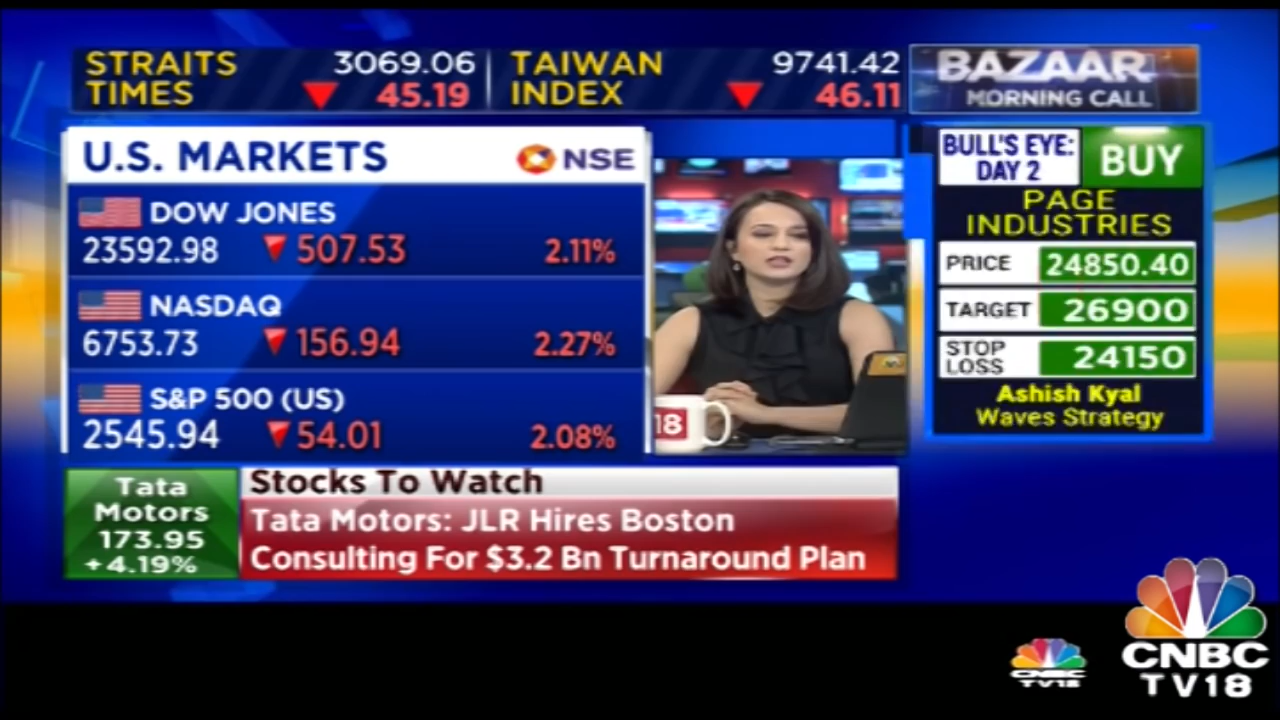 STRAITS 3069.06 TAIWAN 9741.42 BAZAAR
TIMES 45.19 INDEX 46.11 MORNING CALL
U.S. MARKETS NSE
DOW JONES
23592.98 507.53 2.11%
NASDAQ
6753.73 156.94 2.27%
S&P 500 (US)
2545.94 54.01 2.08%
18
BULL'S EYE:
DAY 2
BUY
PAGE
INDUSTRIES
PRICE 24850.40
TARGET 26900
STOP
LOSS
24150
Ashish Kyal
Waves Strategy
Tata
Motors
173.95
+4.19%
Stocks To Watch
Tata Motors: JLR Hires Boston
Consulting For $3.2 Bn Turnaround Plan
CNBC
TV18
CNBC
TV18